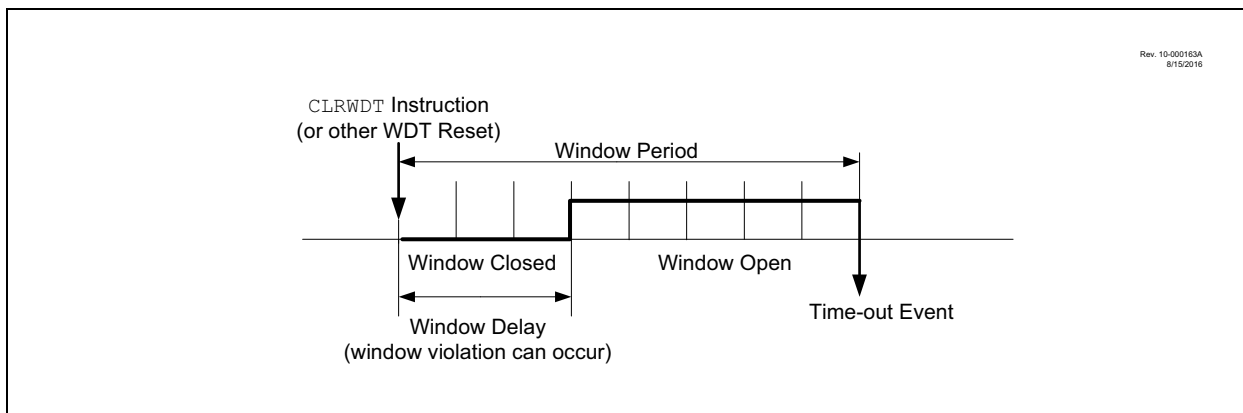 Rev. 10-000163A
8/15/2016
CLRWDT Instruction
(or other WDT Reset)
Window Period
Window Closed
Window Open
Window Delay
(window violation can occur)
Time-out Event